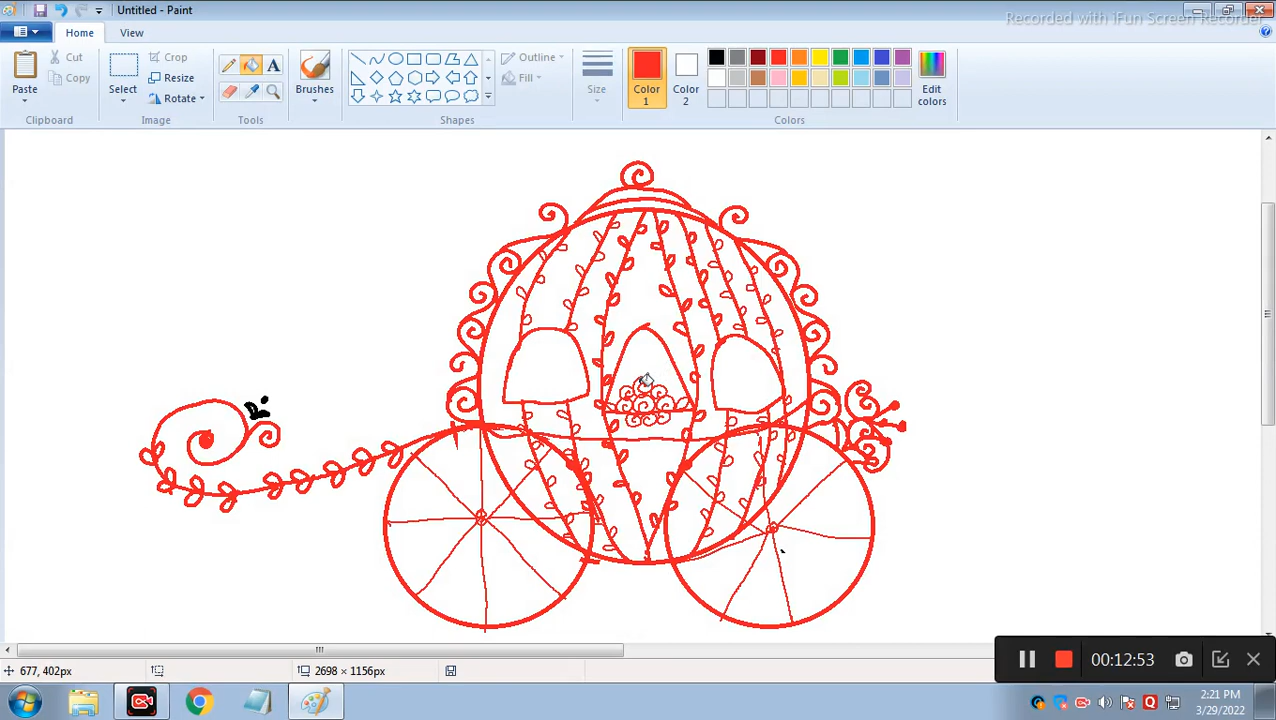 Untitled - Paint
Recorded with iFun Screen Recorder
Home
View
Paste
Cut
Copy
Clipboard
Select
Crop
Resize
Rotate
Image
A
Tools
Brushes
Shapes
Outline
Fill
Size
Color 1
Color 2
Edit colors
Colors
677, 402px
2698 × 1156px
00:12:53
2:21 PM
3/29/2022